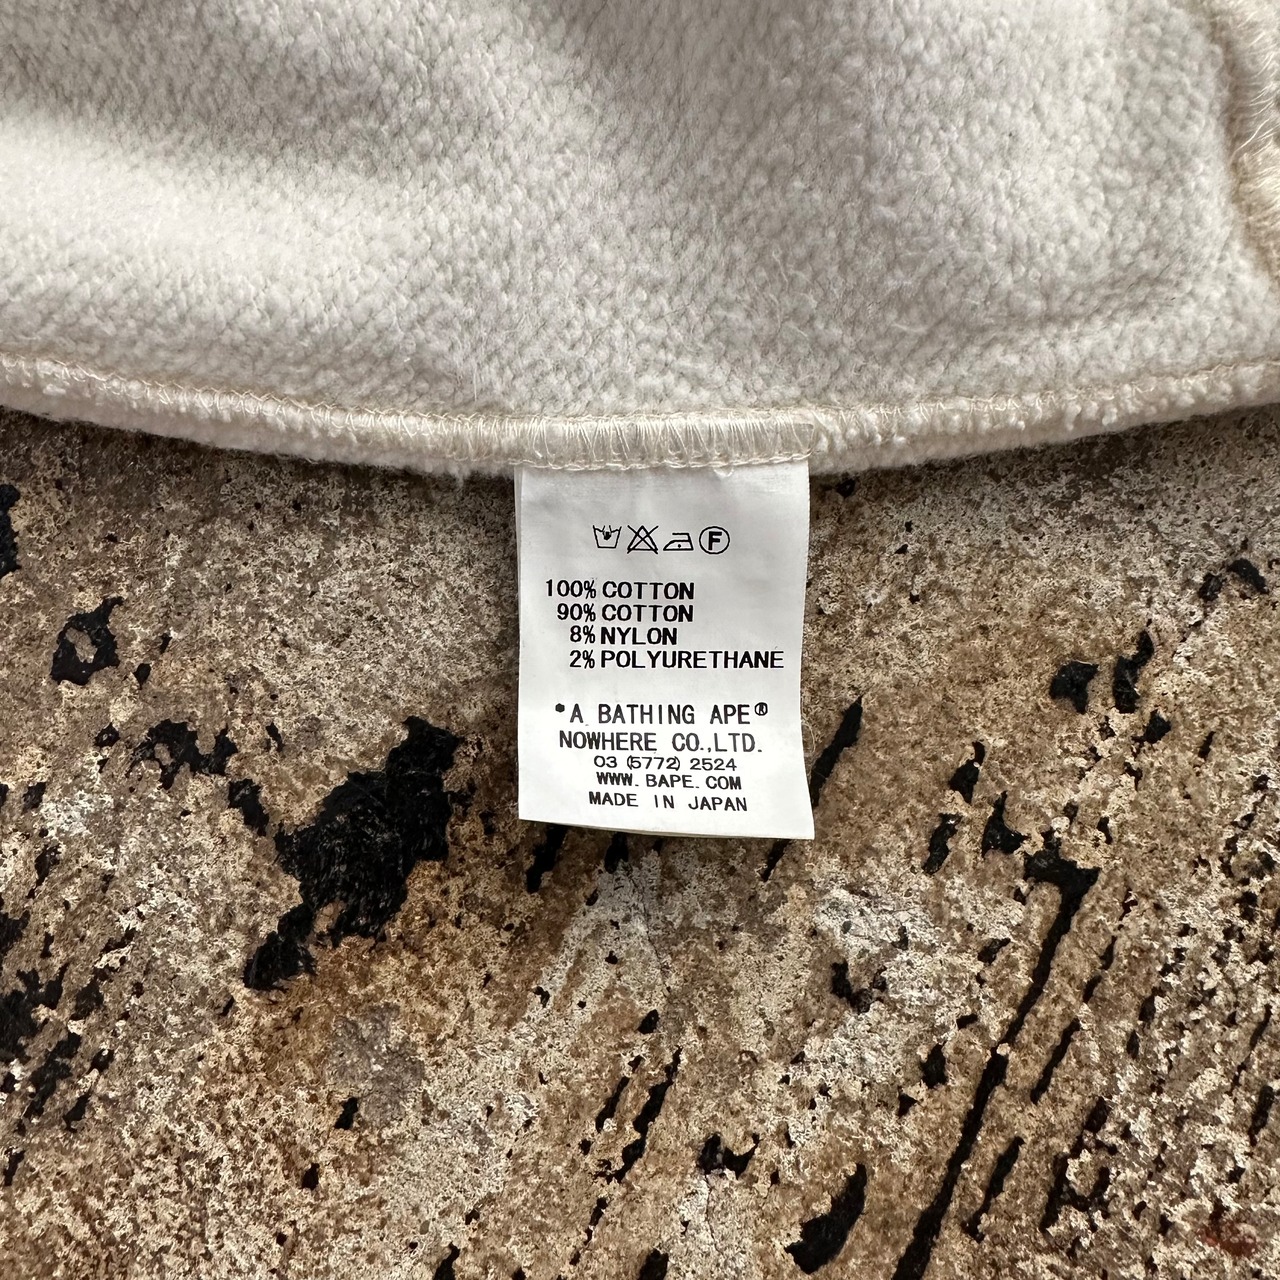 F
100% COTTON
90% COTTON
8% NYLON
2% POLYURETHANE
*A BATHING APE®
NOWHERE CO.,LTD.
03 (5772) 2524
WWW. BAPE. COM
MADE IN JAPAN